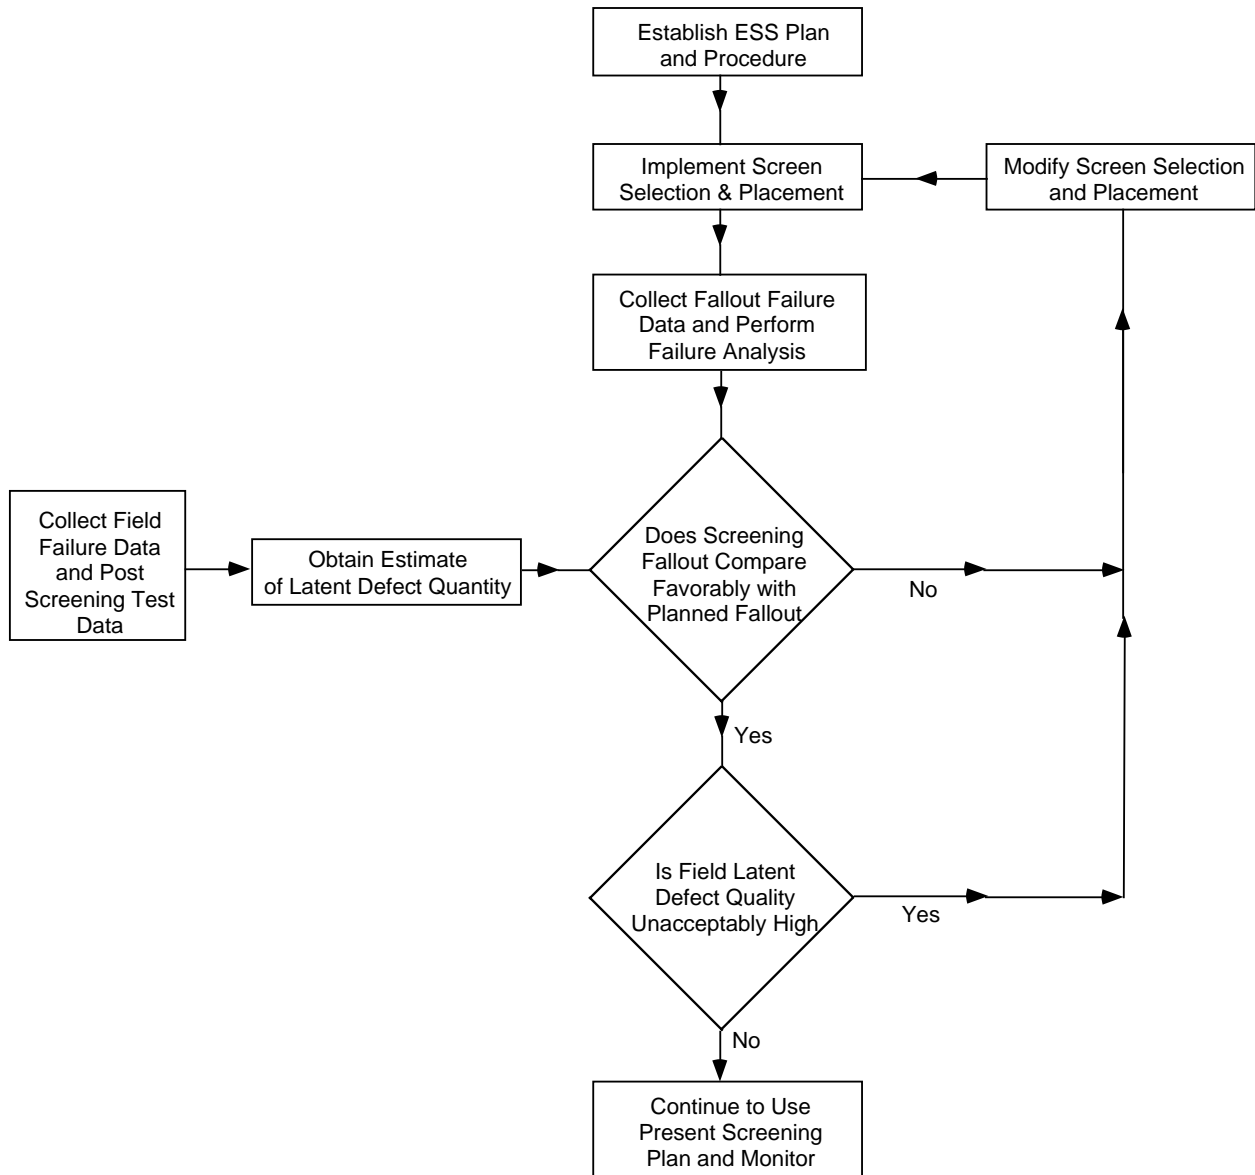 Establish ESS Plan
and Procedure
Implement Screen
Selection & Placement
Modify Screen Selection
and Placement
Collect Fallout Failure
Data and Perform
Failure Analysis
Collect Field
Failure Data
and Post
Screening Test
Data
Obtain Estimate
of Latent Defect Quantity
Does Screening
Fallout Compare
Favorably with
Planned Fallout
No
Yes
Is Field Latent
Defect Quality
Unacceptably High
Yes
No
Continue to Use
Present Screening
Plan and Monitor